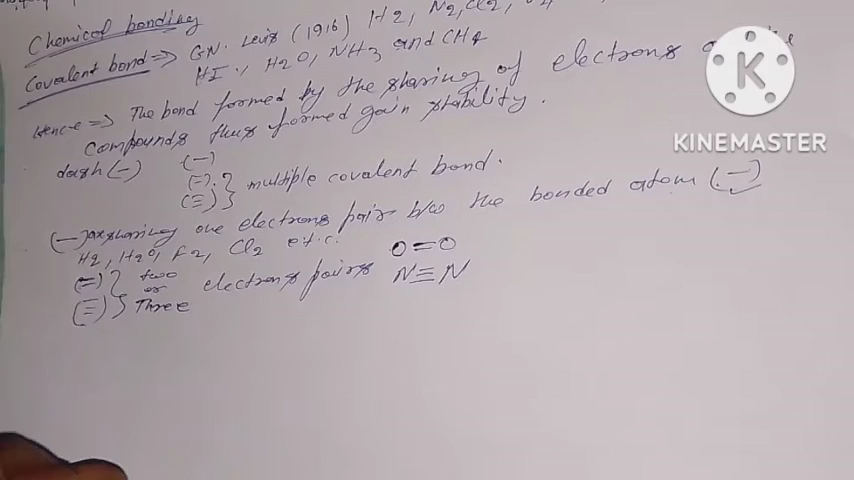 Chemical bonding
Covalent bond ⇒ GN. Lewis (1916) H2, N2, Cl2,
HI., H2O, NH3 and CH4
Hence ⇒ The bond formed by the sharing of electrons
compounds thus formed gain stability.
dash (-) (-)
(=) } multiple covalent bond.
(≡)
(-) sharing one electrons pair b/w the bonded atom (-)
H2, H2O, F2, Cl2 e.t.c.
(=) } two or electrons pairs O=O
(≡) } Three N≡N
K
KINEMASTER